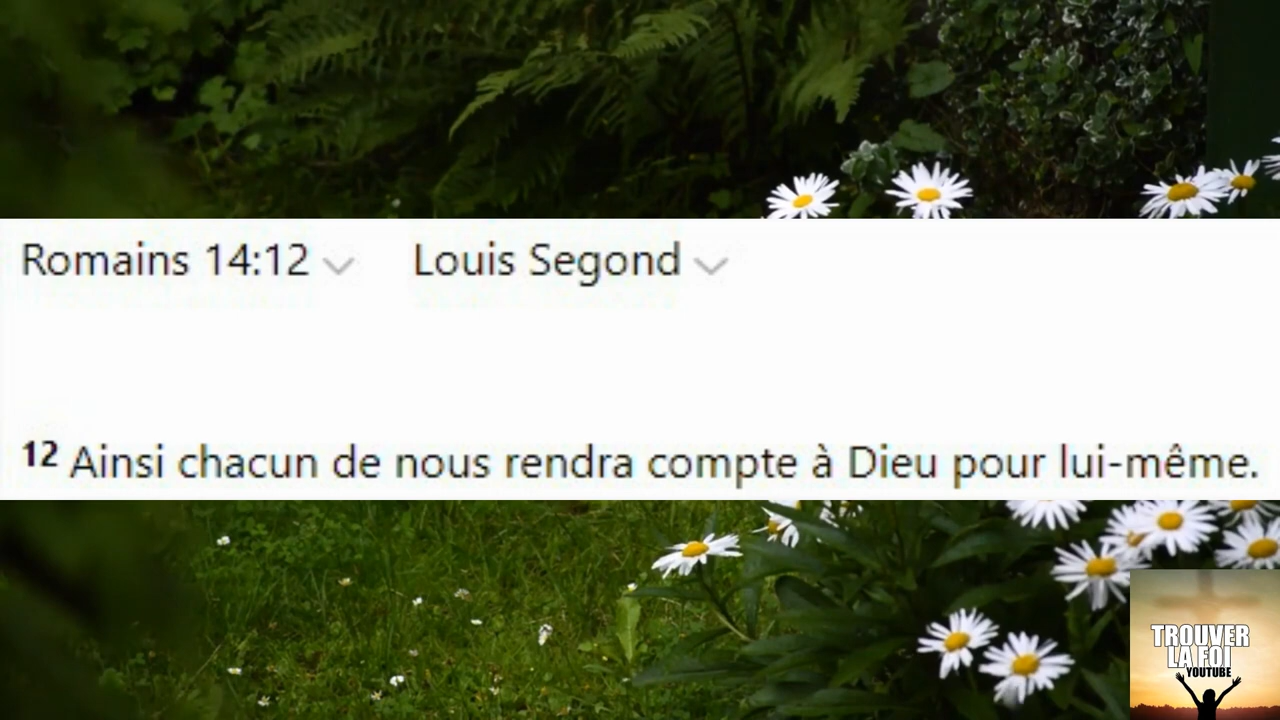 Romains 14:12 Louis Segond
12 Ainsi chacun de nous rendra compte à Dieu pour lui-même.
TROUVER
LA FOI
YOUTUBE